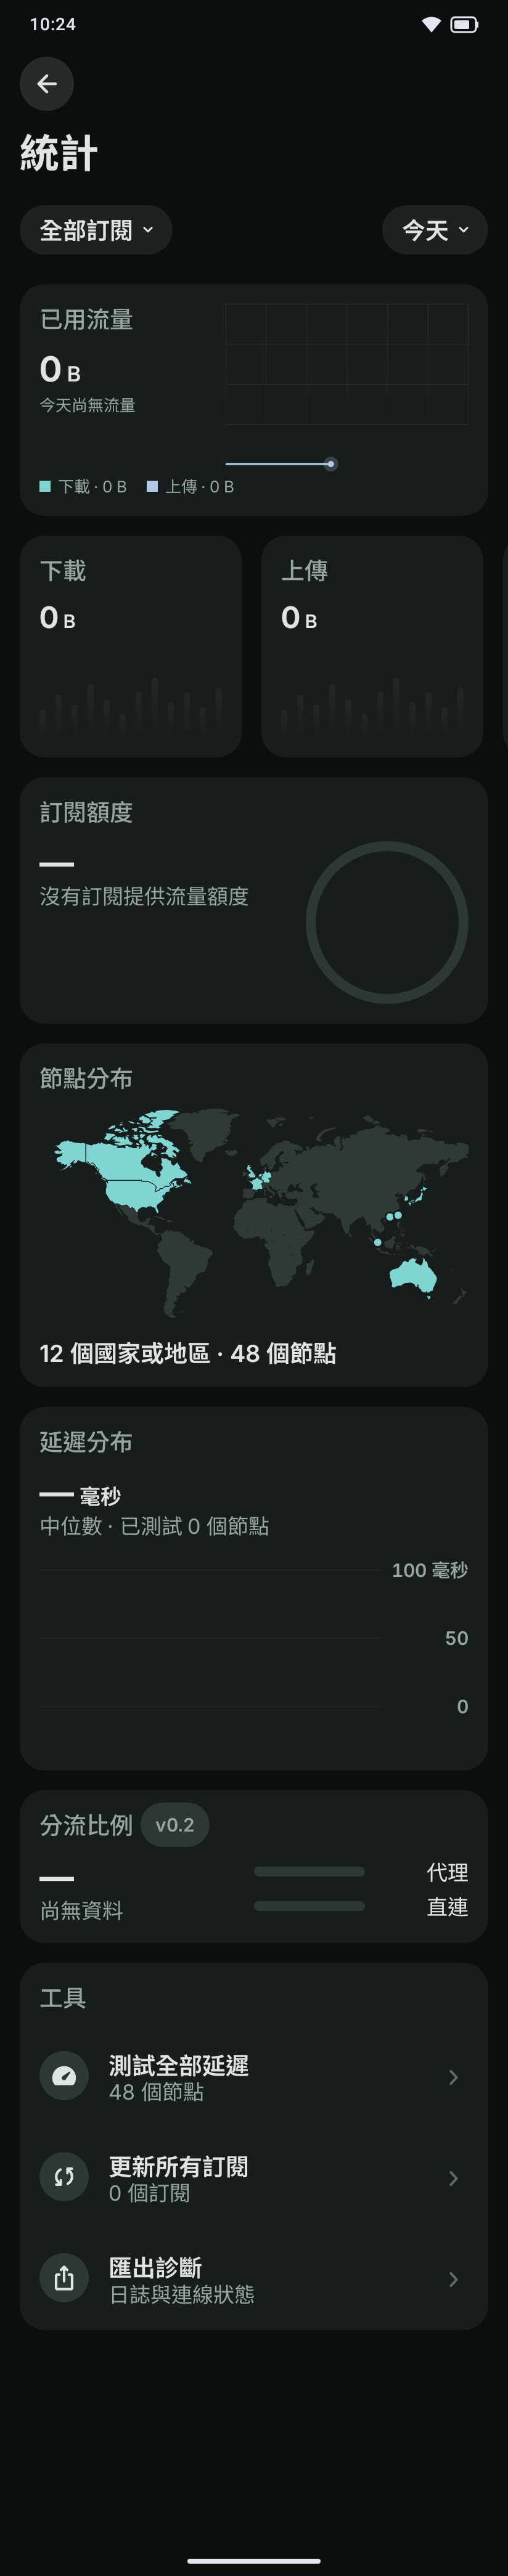 10:24
統計
全部訂閱
今天
已用流量
0 B
今天尚無流量
下載 · 0 B
上傳 · 0 B
下載
0 B
上傳
0 B
訂閱額度
—
沒有訂閱提供流量額度
節點分布
12 個國家或地區 · 48 個節點
延遲分布
— 毫秒
中位數 · 已測試 0 個節點
100 毫秒
50
0
分流比例
v0.2
—
尚無資料
代理
直連
工具
測試全部延遲
48 個節點
更新所有訂閱
0 個訂閱
匯出診斷
日誌與連線狀態